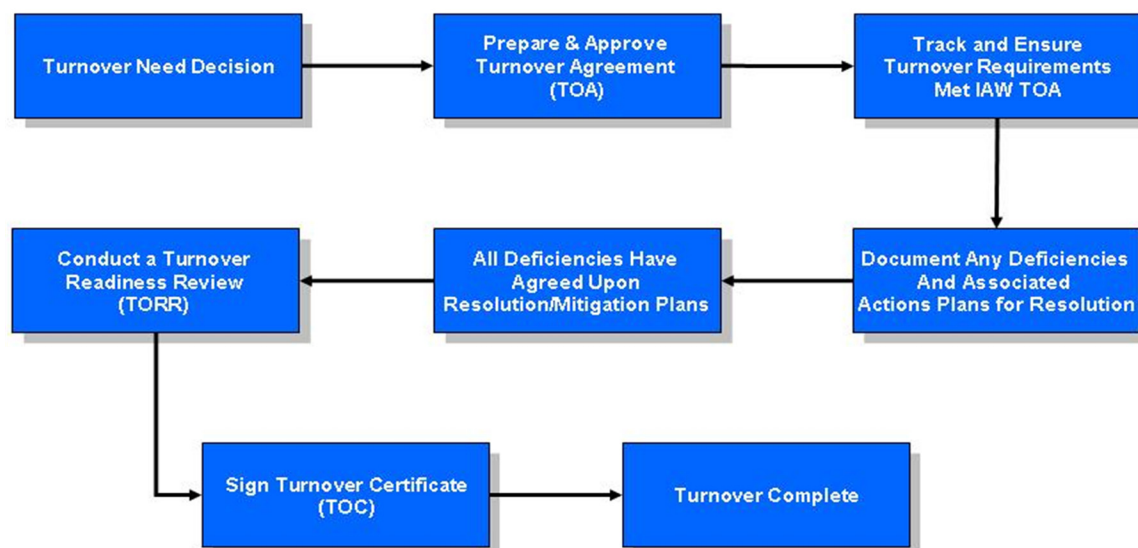 Turnover Need Decision
Prepare & Approve
Turnover Agreement
(TOA)
Track and Ensure
Turnover Requirements
Met IAW TOA
Document Any Deficiencies
And Associated
Actions Plans for Resolution
All Deficiencies Have
Agreed Upon
Resolution/Mitigation Plans
Conduct a Turnover
Readiness Review
(TORR)
Sign Turnover Certificate
(TOC)
Turnover Complete